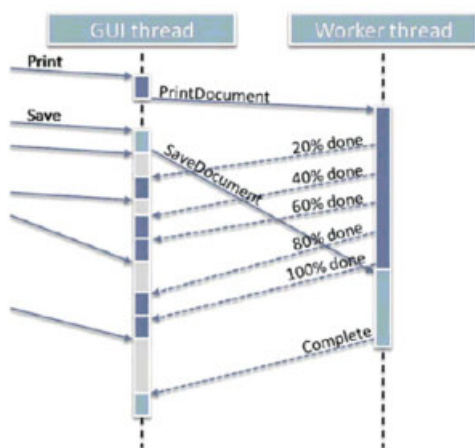 GUI thread
Worker thread
Print
PrintDocument
Save
20% done
SaveDocument
40% done
60% done
80% done
100% done
Complete